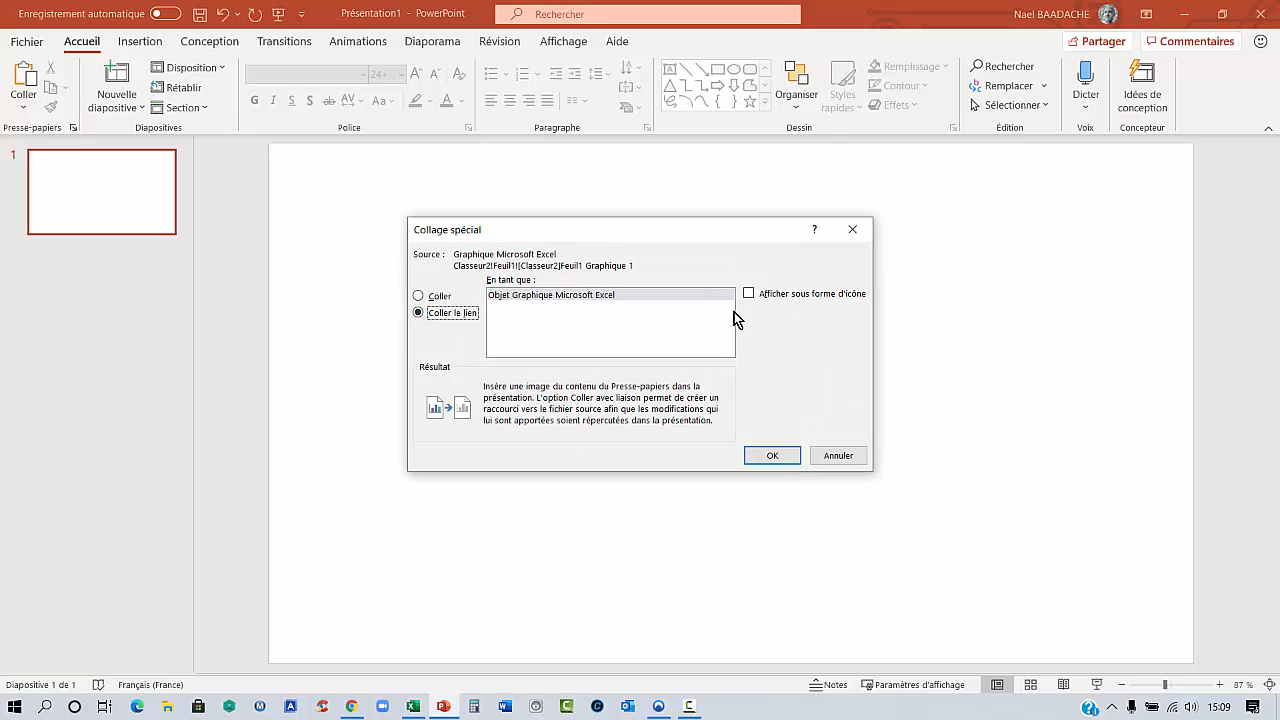 Enregistrement automatique
Présentation1 - PowerPoint
Rechercher
Nael BAADACHE
Fichier Accueil Insertion Conception Transitions Animations Diaporama Révision Affichage Aide
Partager Commentaires
Coller
Nouvelle
diapositive
Disposition
Rétablir
Section
24+
G I S S ab AV Aa A
Organiser
Styles
rapides
Remplissage
Contour
Effets
Rechercher
Remplacer
Sélectionner
Dicter
Idées de
conception
Presse-papiers Diapositives Police Paragraphe Dessin Édition Voix Concepteur
1
Collage spécial
Source : Graphique Microsoft Excel
Classeur2!Feuil1![Classeur2]Feuil1 Graphique 1
En tant que :
Coller
Coller le lien
Objet Graphique Microsoft Excel
Afficher sous forme d'icône
Résultat
Insère une image du contenu du Presse-papiers dans la
présentation. L'option Coller avec liaison permet de créer un
raccourci vers le fichier source afin que les modifications qui
lui sont apportées soient répercutées dans la présentation.
OK
Annuler
Diapositive 1 de 1
Français (France)
Notes
Paramètres d'affichage
87 %
15:09